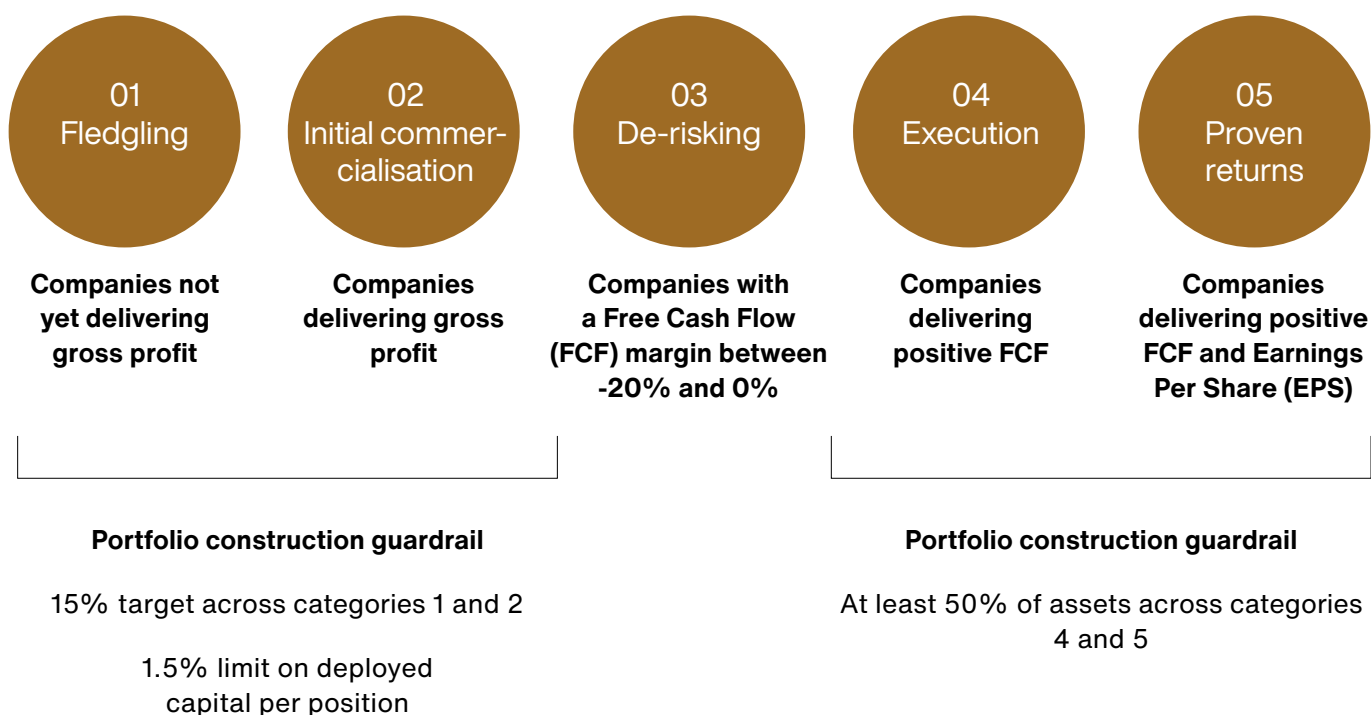 01
Fledgling
02
Initial commer-
cialisation
03
De-risking
04
Execution
05
Proven
returns
Companies not
yet delivering
gross profit
Companies
delivering gross
profit
Companies with
a Free Cash Flow
(FCF) margin between
-20% and 0%
Companies
delivering
positive FCF
Companies
delivering positive
FCF and Earnings
Per Share (EPS)
Portfolio construction guardrail
15% target across categories 1 and 2
1.5% limit on deployed
capital per position
Portfolio construction guardrail
At least 50% of assets across categories
4 and 5